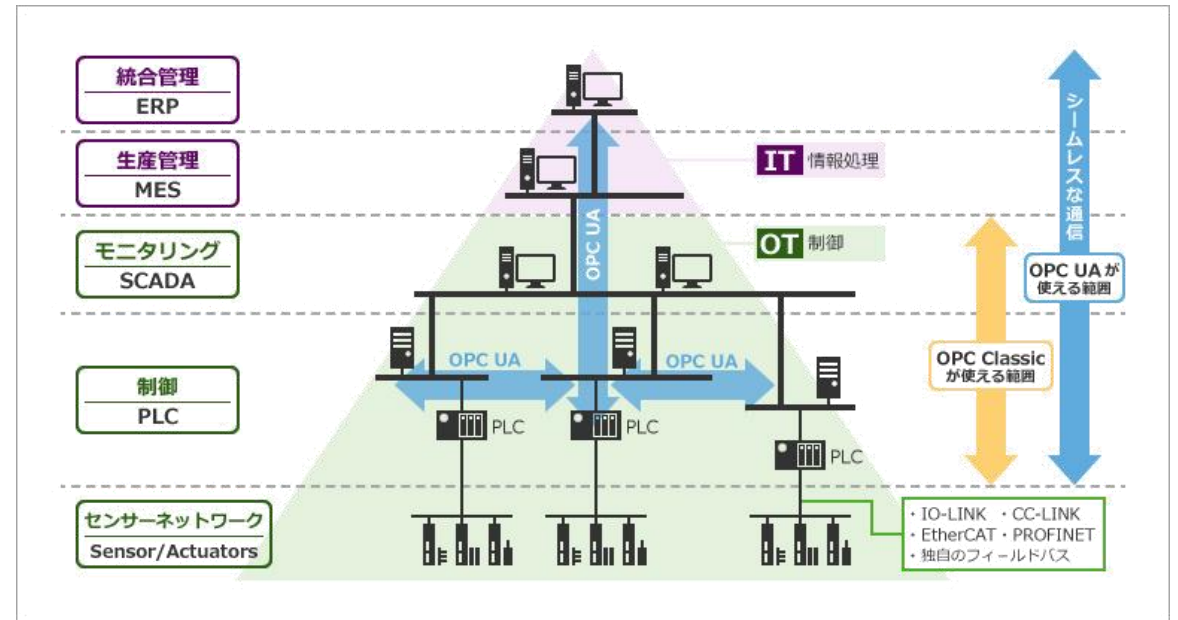 統合管理
ERP
生産管理
MES
IT 情報処理
モニタリング
SCADA
OT 制御
OPC UA
シームレスな通信
OPC UAが
使える範囲
OPC Classic
が使える範囲
制御
PLC
OPC UA
OPC UA
PLC
PLC
PLC
センサーネットワーク
Sensor/Actuators
・IO-LINK ・CC-LINK
・EtherCAT ・PROFINET
・独自のフィールドバス